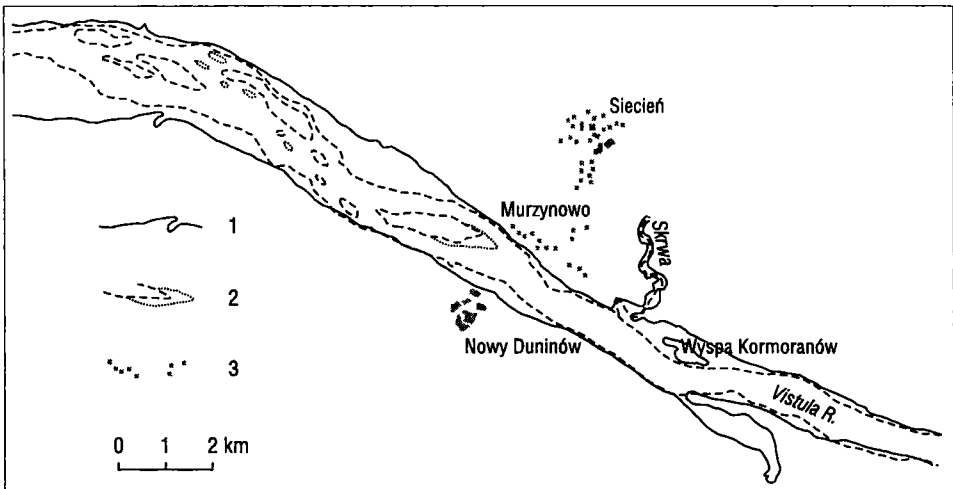 Siecień
Murzynowo
Skrwa
Nowy Duninów
Wyspa Kormoranów
Vistula R.
1
2
3
0 1 2 km